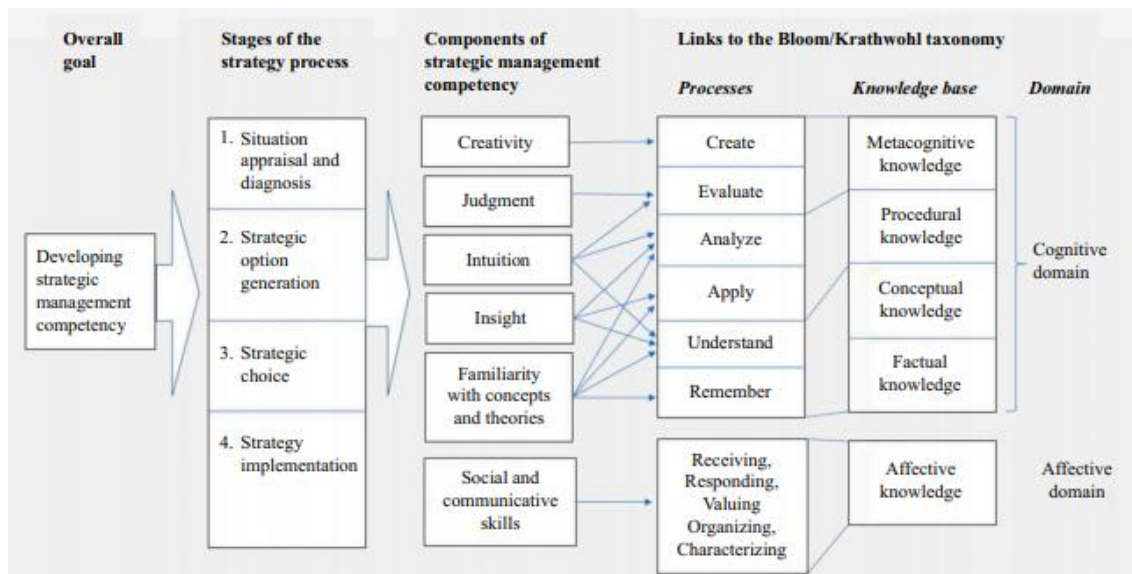 Overall
goal
Stages of the
strategy process
Components of
strategic management
competency
Links to the Bloom/Krathwohl taxonomy
Processes
Knowledge base
Domain
Developing
strategic
management
competency
1. Situation
appraisal and
diagnosis
2. Strategic
option
generation
3. Strategic
choice
4. Strategy
implementation
Creativity
Judgment
Intuition
Insight
Familiarity
with concepts
and theories
Social and
communicative
skills
Create
Evaluate
Analyze
Apply
Understand
Remember
Receiving,
Responding,
Valuing
Organizing,
Characterizing
Metacognitive
knowledge
Procedural
knowledge
Conceptual
knowledge
Factual
knowledge
Affective
knowledge
Cognitive
domain
Affective
domain